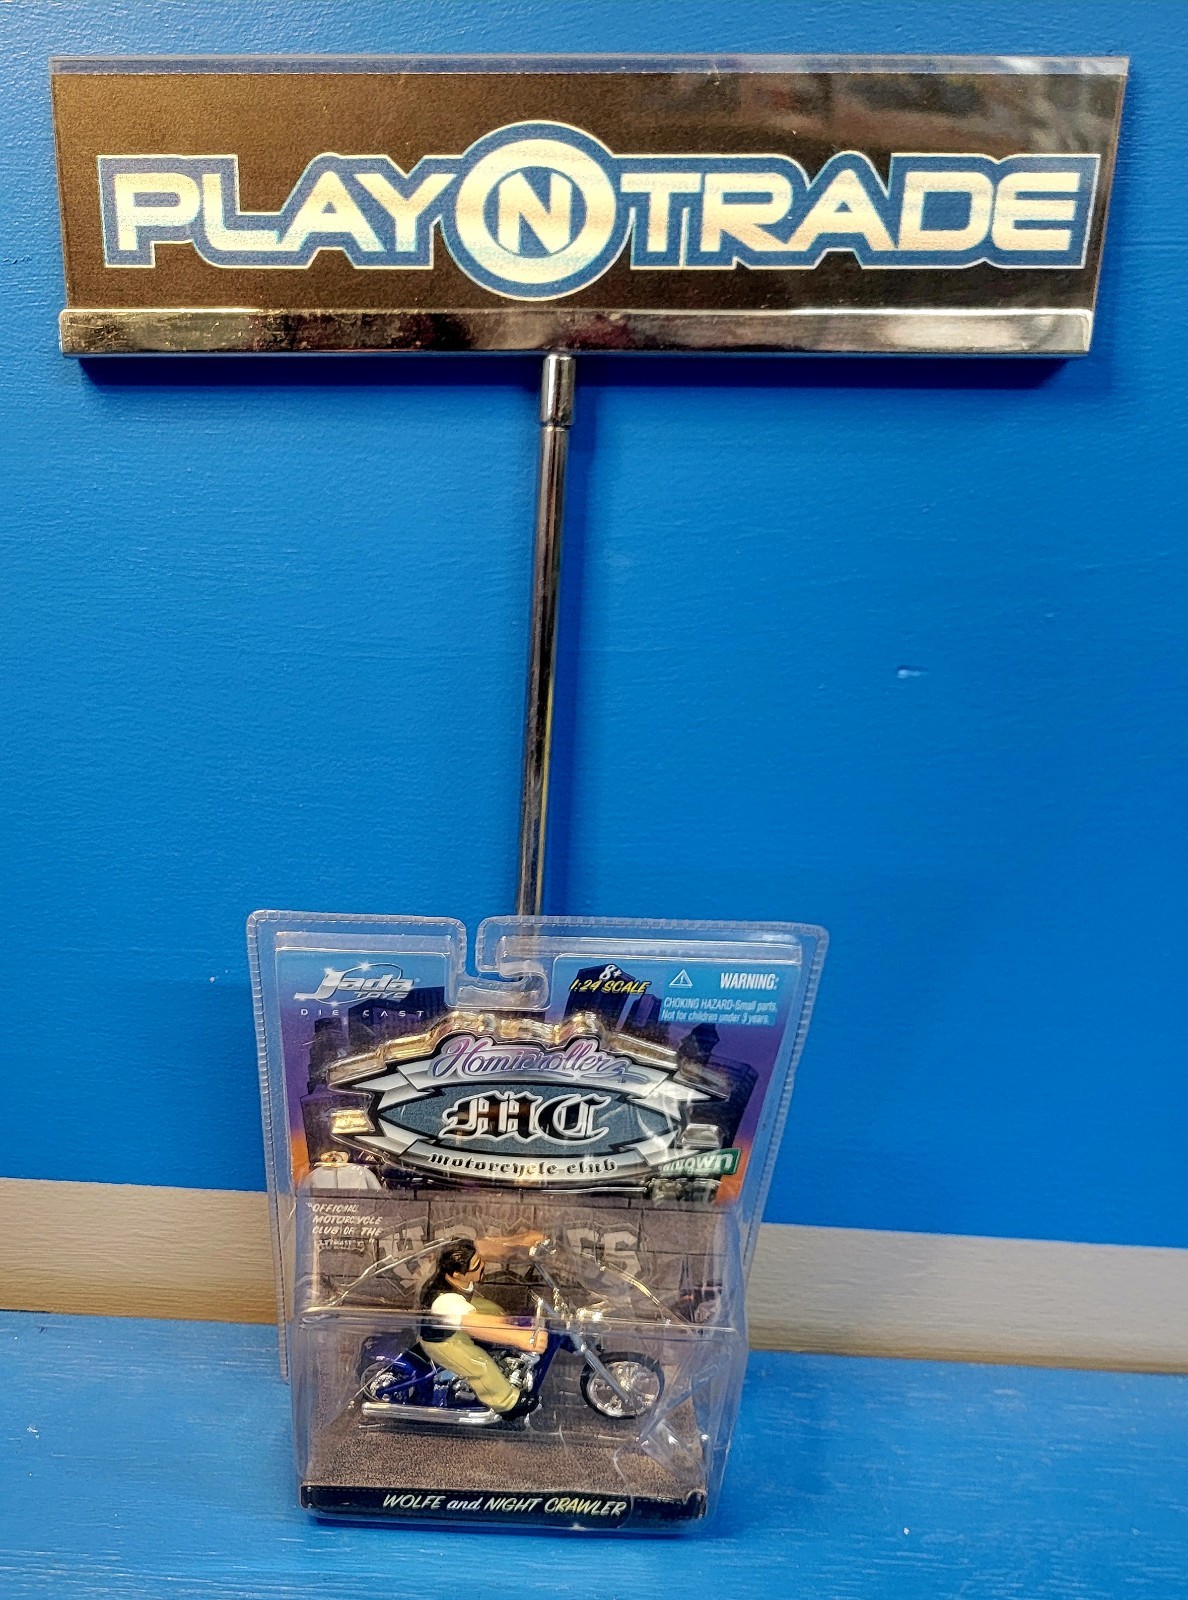 PLAY N TRADE
Jada
TOYS
DIE CAST
8+
1:24 SCALE
WARNING:
CHOKING HAZARD-Small parts.
Not for children under 3 years.
Homierollerz
MC
motorcycle club
"OFFICIAL
MOTORCYCLE
CLUB OF THE
WOLFE and NIGHT CRAWLER